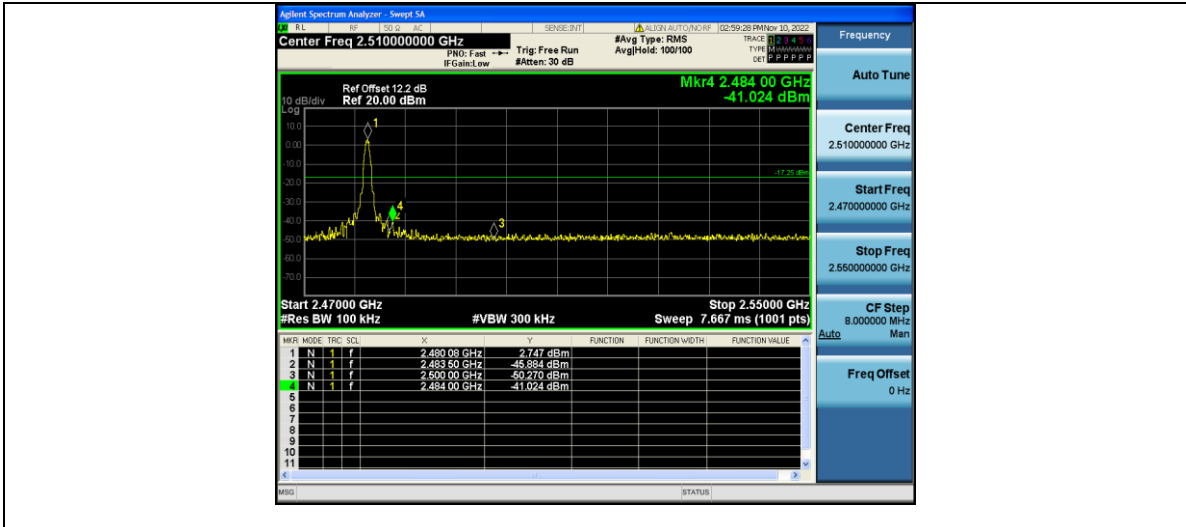 Agilent Spectrum Analyzer - Swept SA
RL RF 50 Ω AC SENSE:INT ALIGN AUTO/NO RF 02:59:28 PM Nov 10, 2022
Center Freq 2.510000000 GHz
PNO: Fast
IFGain:Low
Trig: Free Run
#Atten: 30 dB
#Avg Type: RMS
Avg|Hold: 100/100
TRACE 1 2 3 4 5 6
TYPE M
DET P P P P P P
Frequency
Mkr4 2.484 00 GHz
-41.024 dBm
Ref Offset 12.2 dB
10 dB/div Ref 20.00 dBm
Log
10.0
0.00
-10.0
-20.0
-30.0
-40.0
-50.0
-60.0
-70.0
1
4
2
3
-17.25 dBm
Start 2.47000 GHz Stop 2.55000 GHz
#Res BW 100 kHz #VBW 300 kHz Sweep 7.667 ms (1001 pts)
MKR MODE TRC SCL X Y FUNCTION FUNCTION WIDTH FUNCTION VALUE
1 N 1 f 2.480 08 GHz 2.747 dBm
2 N 1 f 2.483 50 GHz -45.884 dBm
3 N 1 f 2.500 00 GHz -50.270 dBm
4 N 1 f 2.484 00 GHz -41.024 dBm
5
6
7
8
9
10
11
MSG STATUS
Auto Tune
Center Freq
2.510000000 GHz
Start Freq
2.470000000 GHz
Stop Freq
2.550000000 GHz
CF Step
8.000000 MHz
Auto Man
Freq Offset
0 Hz